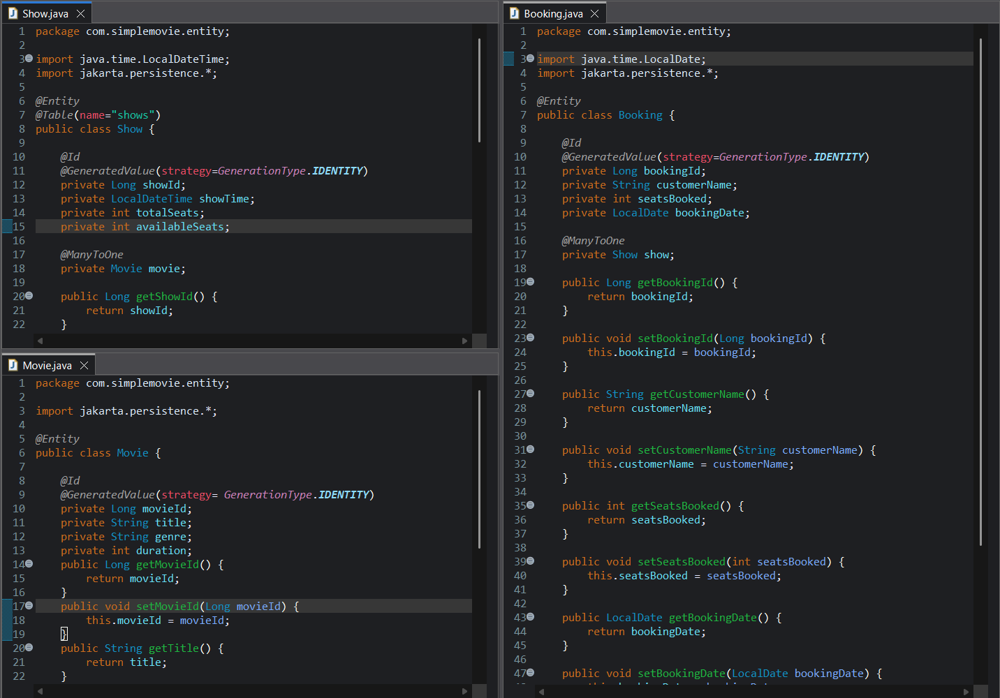 Show.java
1 package com.simplemovie.entity;
2
3 import java.time.LocalDateTime;
4 import jakarta.persistence.*;
5
6 @Entity
7 @Table(name="shows")
8 public class Show {
9
10     @Id
11     @GeneratedValue(strategy=GenerationType.IDENTITY)
12     private Long showId;
13     private LocalDateTime showTime;
14     private int totalSeats;
15     private int availableSeats;
16
17     @ManyToOne
18     private Movie movie;
19
20     public Long getShowId() {
21         return showId;
22     }
Movie.java
1 package com.simplemovie.entity;
2
3 import jakarta.persistence.*;
4
5 @Entity
6 public class Movie {
7
8     @Id
9     @GeneratedValue(strategy= GenerationType.IDENTITY)
10     private Long movieId;
11     private String title;
12     private String genre;
13     private int duration;
14     public Long getMovieId() {
15         return movieId;
16     }
17     public void setMovieId(Long movieId) {
18         this.movieId = movieId;
19     }
20     public String getTitle() {
21         return title;
22     }
Booking.java
1 package com.simplemovie.entity;
2
3 import java.time.LocalDate;
4 import jakarta.persistence.*;
5
6 @Entity
7 public class Booking {
8
9     @Id
10     @GeneratedValue(strategy=GenerationType.IDENTITY)
11     private Long bookingId;
12     private String customerName;
13     private int seatsBooked;
14     private LocalDate bookingDate;
15
16     @ManyToOne
17     private Show show;
18
19     public Long getBookingId() {
20         return bookingId;
21     }
22
23     public void setBookingId(Long bookingId) {
24         this.bookingId = bookingId;
25     }
26
27     public String getCustomerName() {
28         return customerName;
29     }
30
31     public void setCustomerName(String customerName) {
32         this.customerName = customerName;
33     }
34
35     public int getSeatsBooked() {
36         return seatsBooked;
37     }
38
39     public void setSeatsBooked(int seatsBooked) {
40         this.seatsBooked = seatsBooked;
41     }
42
43     public LocalDate getBookingDate() {
44         return bookingDate;
45     }
46
47     public void setBookingDate(LocalDate bookingDate) {